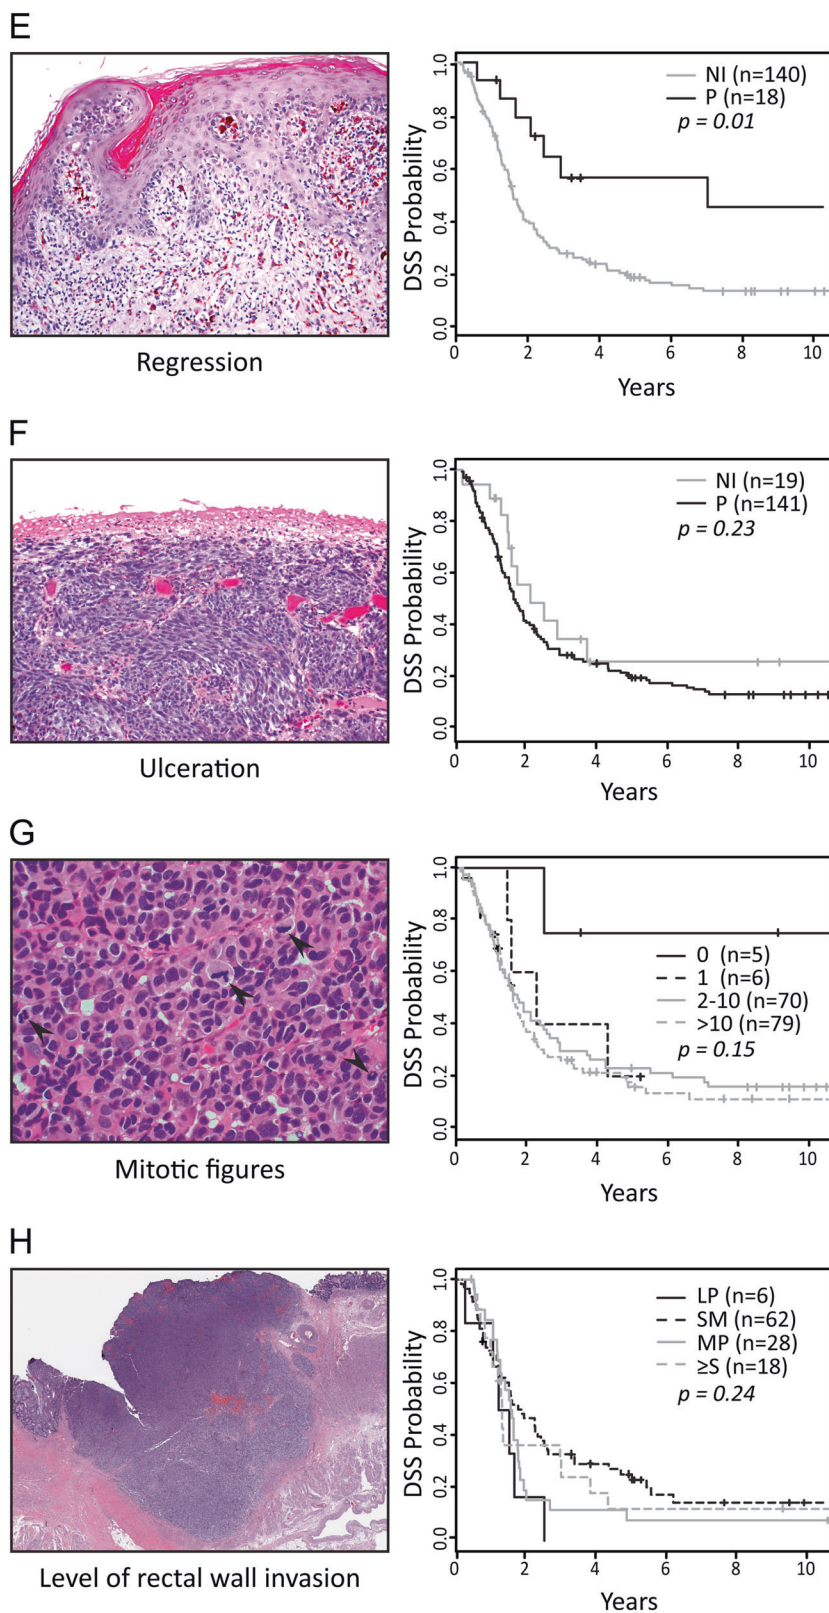 E
DSS Probability
1.0
0.8
0.6
0.4
0.2
0.0
NI (n=140)
P (n=18)
p = 0.01
0 2 4 6 8 10
Regression
Years
F
DSS Probability
1.0
0.8
0.6
0.4
0.2
0.0
NI (n=19)
P (n=141)
p = 0.23
0 2 4 6 8 10
Ulceration
Years
G
DSS Probability
1.0
0.8
0.6
0.4
0.2
0.0
0 (n=5)
1 (n=6)
2-10 (n=70)
>10 (n=79)
p = 0.15
0 2 4 6 8 10
Mitotic figures
Years
H
DSS Probability
1.0
0.8
0.6
0.4
0.2
0.0
LP (n=6)
SM (n=62)
MP (n=28)
≥S (n=18)
p = 0.24
0 2 4 6 8 10
Level of rectal wall invasion
Years